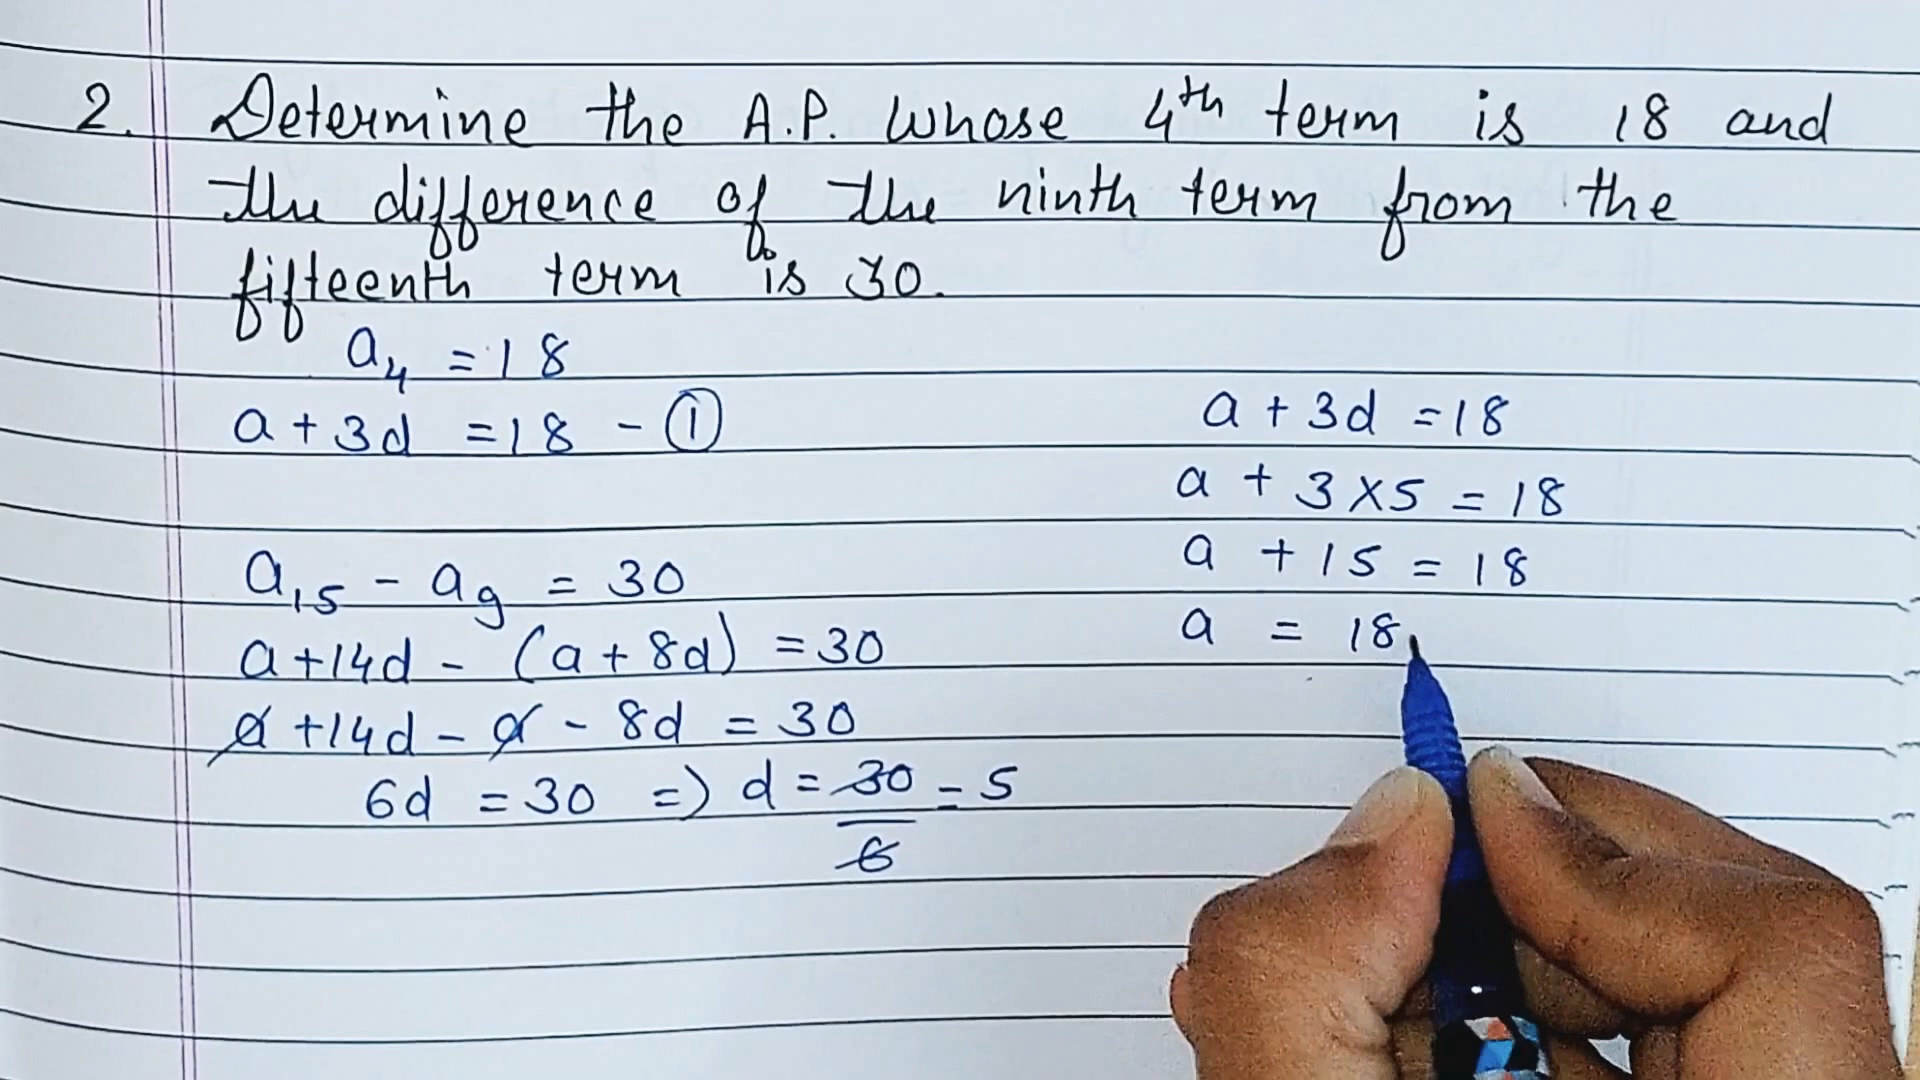 2. Determine the A.P. whose 4th term is 18 and
the difference of the ninth term from the
fifteenth term is 30.
a₄ = 18
a + 3d = 18 - ①
a₁₅ - a₉ = 30
a + 14d - (a + 8d) = 30
a + 14d - a - 8d = 30
6d = 30 => d = 30/6 = 5
a + 3d = 18
a + 3 × 5 = 18
a + 15 = 18
a = 18